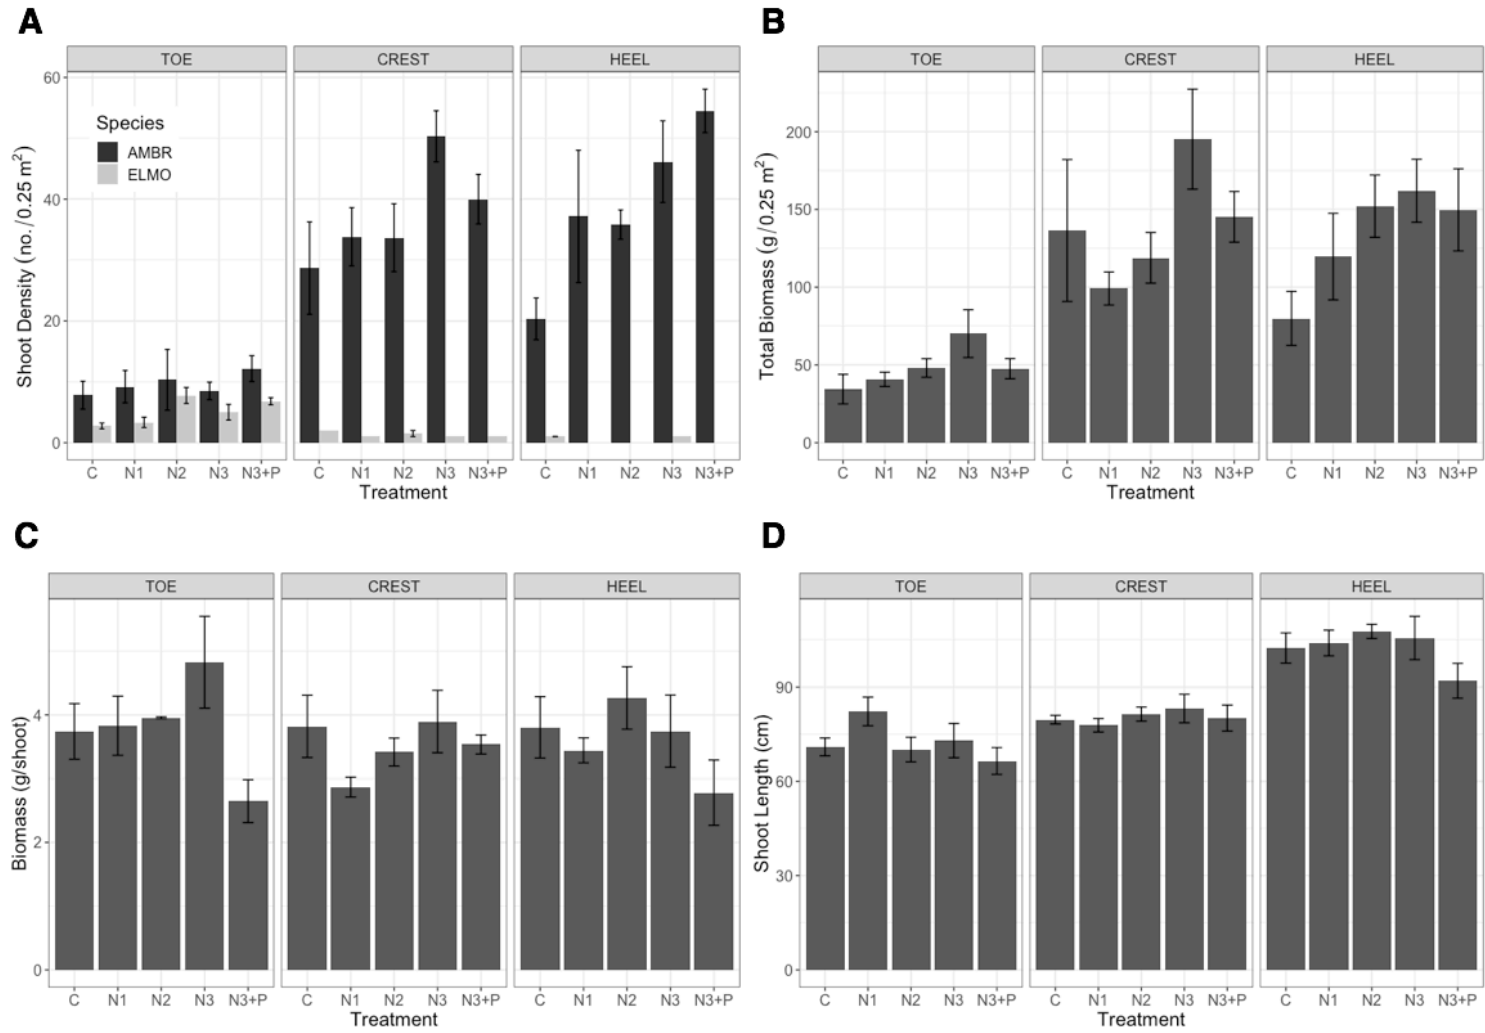 A
TOE CREST HEEL
60
40
20
0
Shoot Density (no./0.25 m²)
Species
AMBR
ELMO
C N1 N2 N3 N3+P C N1 N2 N3 N3+P C N1 N2 N3 N3+P
Treatment
B
TOE CREST HEEL
200
150
100
50
0
Total Biomass (g/0.25 m²)
C N1 N2 N3 N3+P C N1 N2 N3 N3+P C N1 N2 N3 N3+P
Treatment
C
TOE CREST HEEL
4
2
0
Biomass (g/shoot)
C N1 N2 N3 N3+P C N1 N2 N3 N3+P C N1 N2 N3 N3+P
Treatment
D
TOE CREST HEEL
90
60
30
0
Shoot Length (cm)
C N1 N2 N3 N3+P C N1 N2 N3 N3+P C N1 N2 N3 N3+P
Treatment